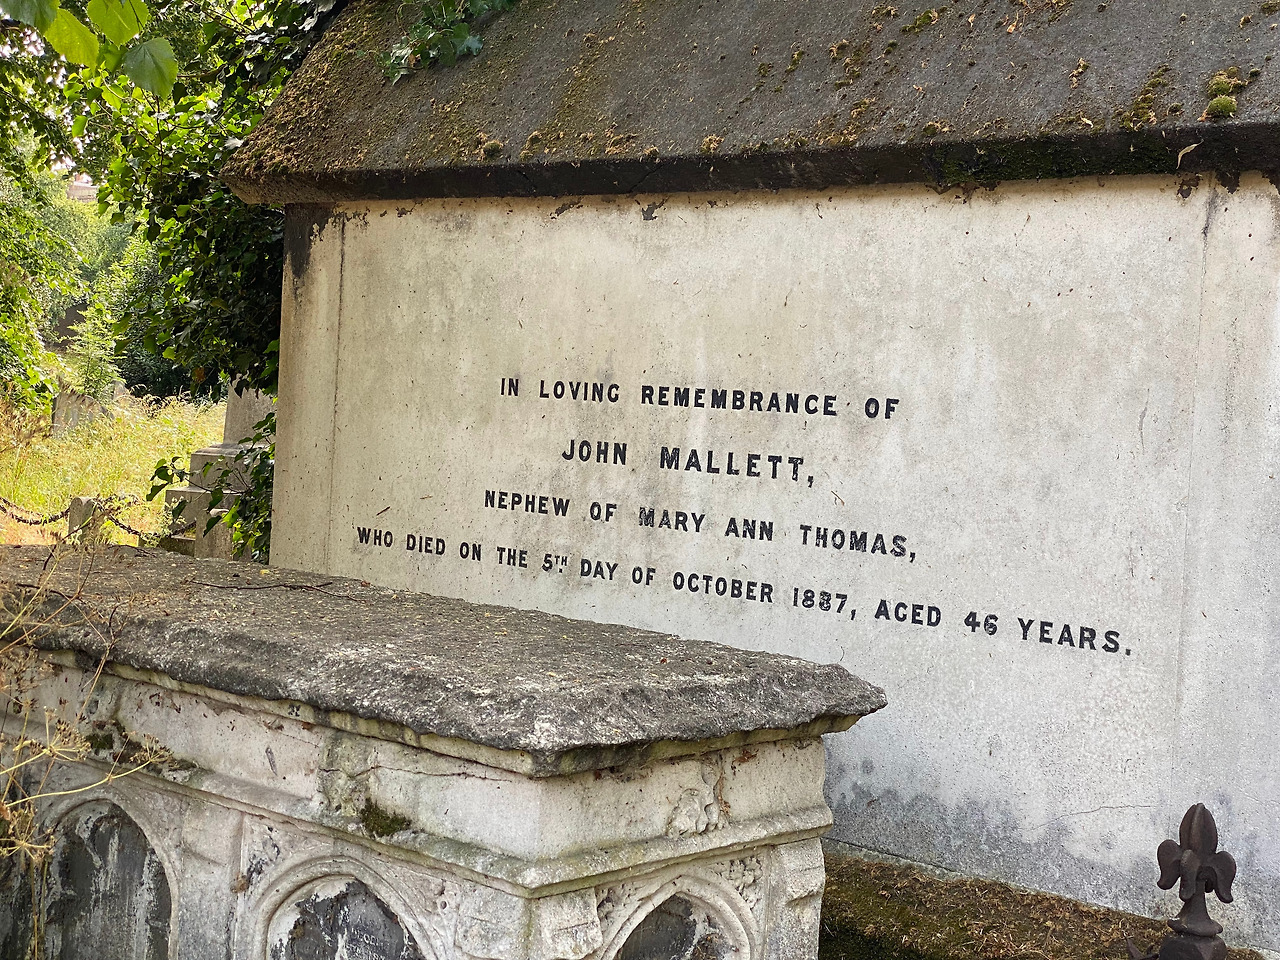 IN LOVING REMEMBRANCE OF
JOHN MALLETT,
NEPHEW OF MARY ANN THOMAS,
WHO DIED ON THE 5TH DAY OF OCTOBER 1887, AGED 46 YEARS.